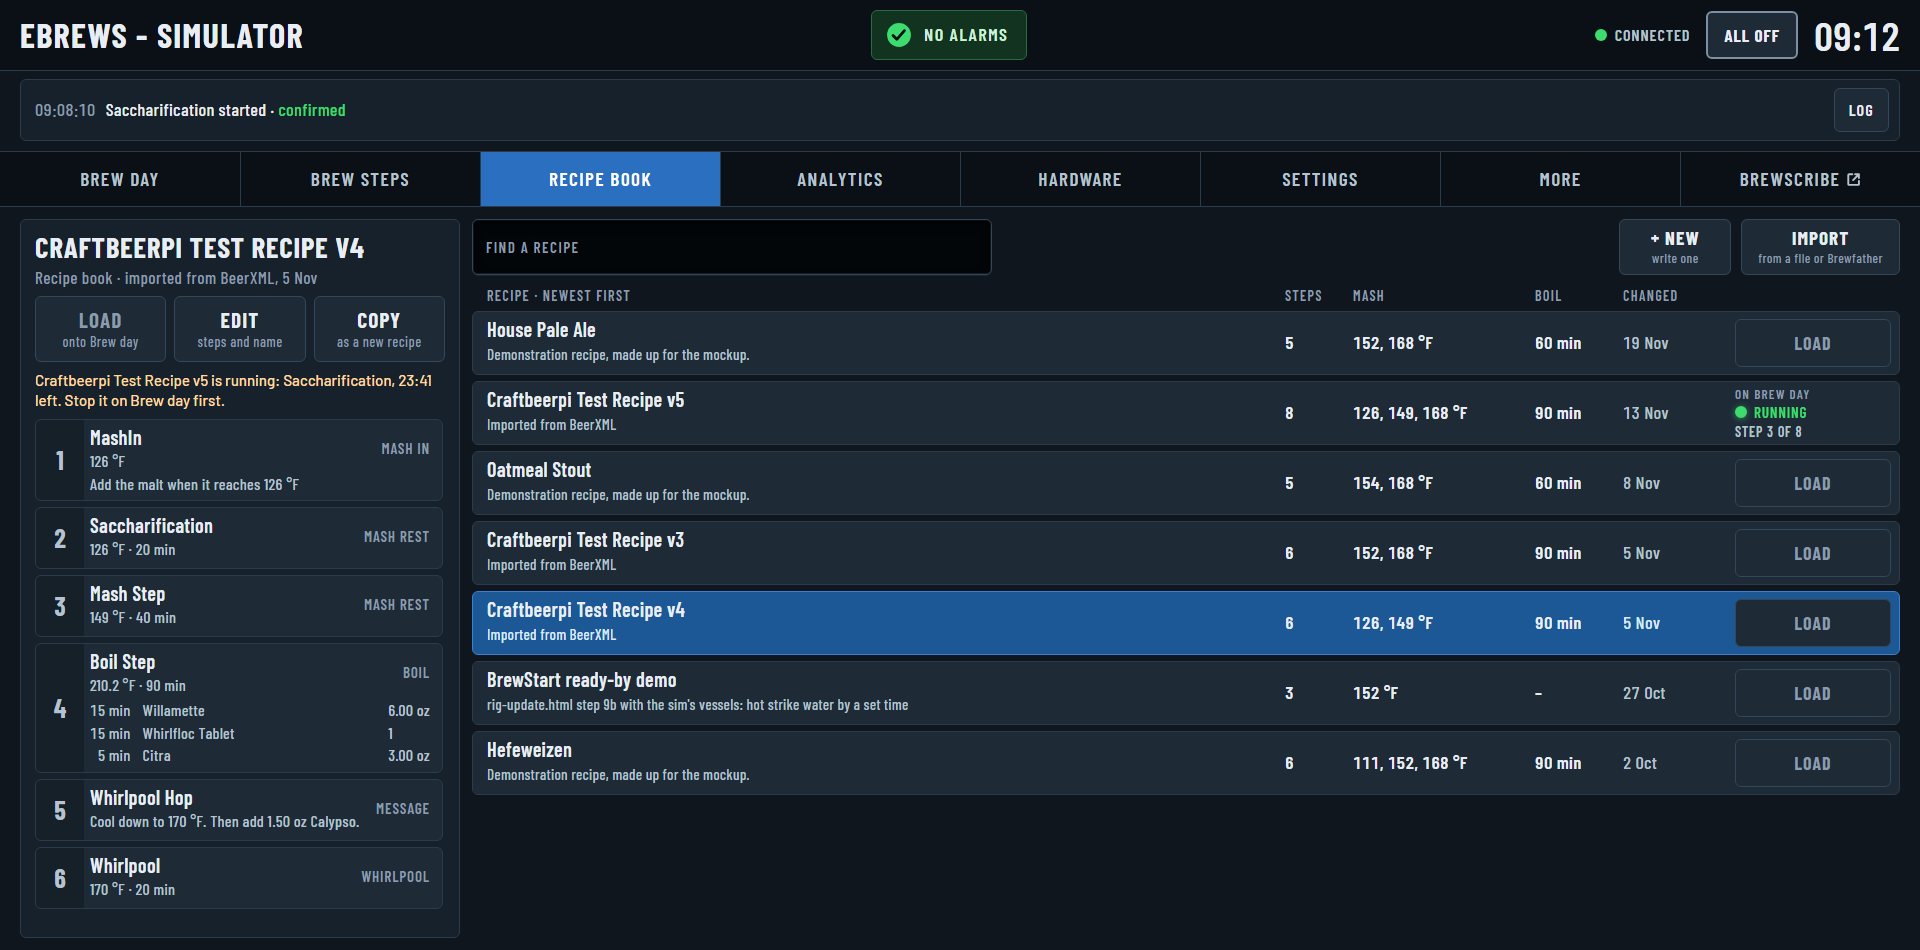 EBREWS - SIMULATOR
NO ALARMS
CONNECTED
ALL OFF
09:12
09:08:10 Saccharification started · confirmed
LOG
BREW DAY
BREW STEPS
RECIPE BOOK
ANALYTICS
HARDWARE
SETTINGS
MORE
BREWSCRIBE
CRAFTBEERPI TEST RECIPE V4
Recipe book · imported from BeerXML, 5 Nov
LOAD
onto Brew day
EDIT
steps and name
COPY
as a new recipe
Craftbeerpi Test Recipe v5 is running: Saccharification, 23:41
left. Stop it on Brew day first.
1
MashIn
MASH IN
126 °F
Add the malt when it reaches 126 °F
2
Saccharification
MASH REST
126 °F · 20 min
3
Mash Step
MASH REST
149 °F · 40 min
4
Boil Step
BOIL
210.2 °F · 90 min
15 min Willamette 6.00 oz
15 min Whirlfloc Tablet 1
5 min Citra 3.00 oz
5
Whirlpool Hop
MESSAGE
Cool down to 170 °F. Then add 1.50 oz Calypso.
6
Whirlpool
WHIRLPOOL
170 °F · 20 min
FIND A RECIPE
+ NEW
write one
IMPORT
from a file or Brewfather
RECIPE · NEWEST FIRST STEPS MASH BOIL CHANGED
House Pale Ale
Demonstration recipe, made up for the mockup.
5 152, 168 °F 60 min 19 Nov LOAD
Craftbeerpi Test Recipe v5
Imported from BeerXML
8 126, 149, 168 °F 90 min 13 Nov
ON BREW DAY
RUNNING
STEP 3 OF 8
Oatmeal Stout
Demonstration recipe, made up for the mockup.
5 154, 168 °F 60 min 8 Nov LOAD
Craftbeerpi Test Recipe v3
Imported from BeerXML
6 152, 168 °F 90 min 5 Nov LOAD
Craftbeerpi Test Recipe v4
Imported from BeerXML
6 126, 149 °F 90 min 5 Nov LOAD
BrewStart ready-by demo
rig-update.html step 9b with the sim's vessels: hot strike water by a set time
3 152 °F – 27 Oct LOAD
Hefeweizen
Demonstration recipe, made up for the mockup.
6 111, 152, 168 °F 90 min 2 Oct LOAD